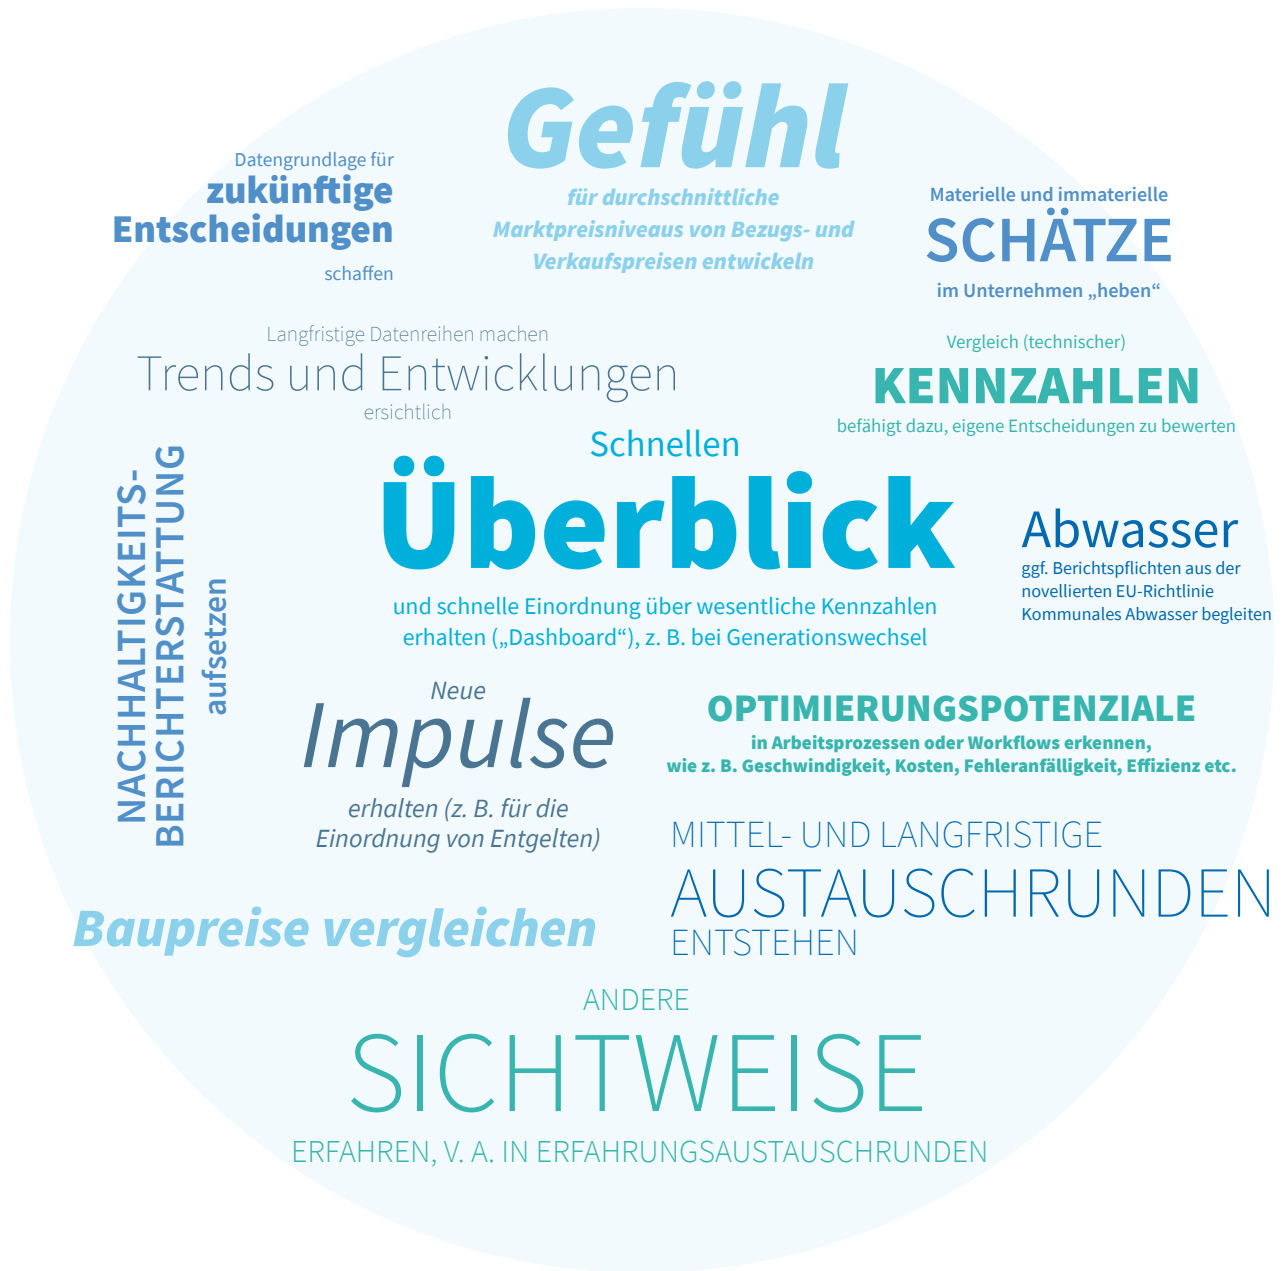 Gefühl
für durchschnittliche
Marktpreisniveaus von Bezugs- und
Verkaufspreisen entwickeln
Datengrundlage für
zukünftige
Entscheidungen
schaffen
Materielle und immaterielle
SCHÄTZE
im Unternehmen „heben“
Langfristige Datenreihen machen
Trends und Entwicklungen
ersichtlich
Vergleich (technischer)
KENNZAHLEN
befähigt dazu, eigene Entscheidungen zu bewerten
Schnellen
Überblick
und schnelle Einordnung über wesentliche Kennzahlen
erhalten („Dashboard“), z. B. bei Generationswechsel
NACHHALTIGKEITS-
BERICHTERSTATTUNG
aufsetzen
Abwasser
ggf. Berichtspflichten aus der
novellierten EU-Richtlinie
Kommunales Abwasser begleiten
Neue
Impulse
erhalten (z. B. für die
Einordnung von Entgelten)
OPTIMIERUNGSPOTENZIALE
in Arbeitsprozessen oder Workflows erkennen,
wie z. B. Geschwindigkeit, Kosten, Fehleranfälligkeit, Effizienz etc.
MITTEL- UND LANGFRISTIGE
AUSTAUSCHRUNDEN
ENTSTEHEN
Baupreise vergleichen
ANDERE
SICHTWEISE
ERFAHREN, V. A. IN ERFAHRUNGSAUSTAUSCHRUNDEN